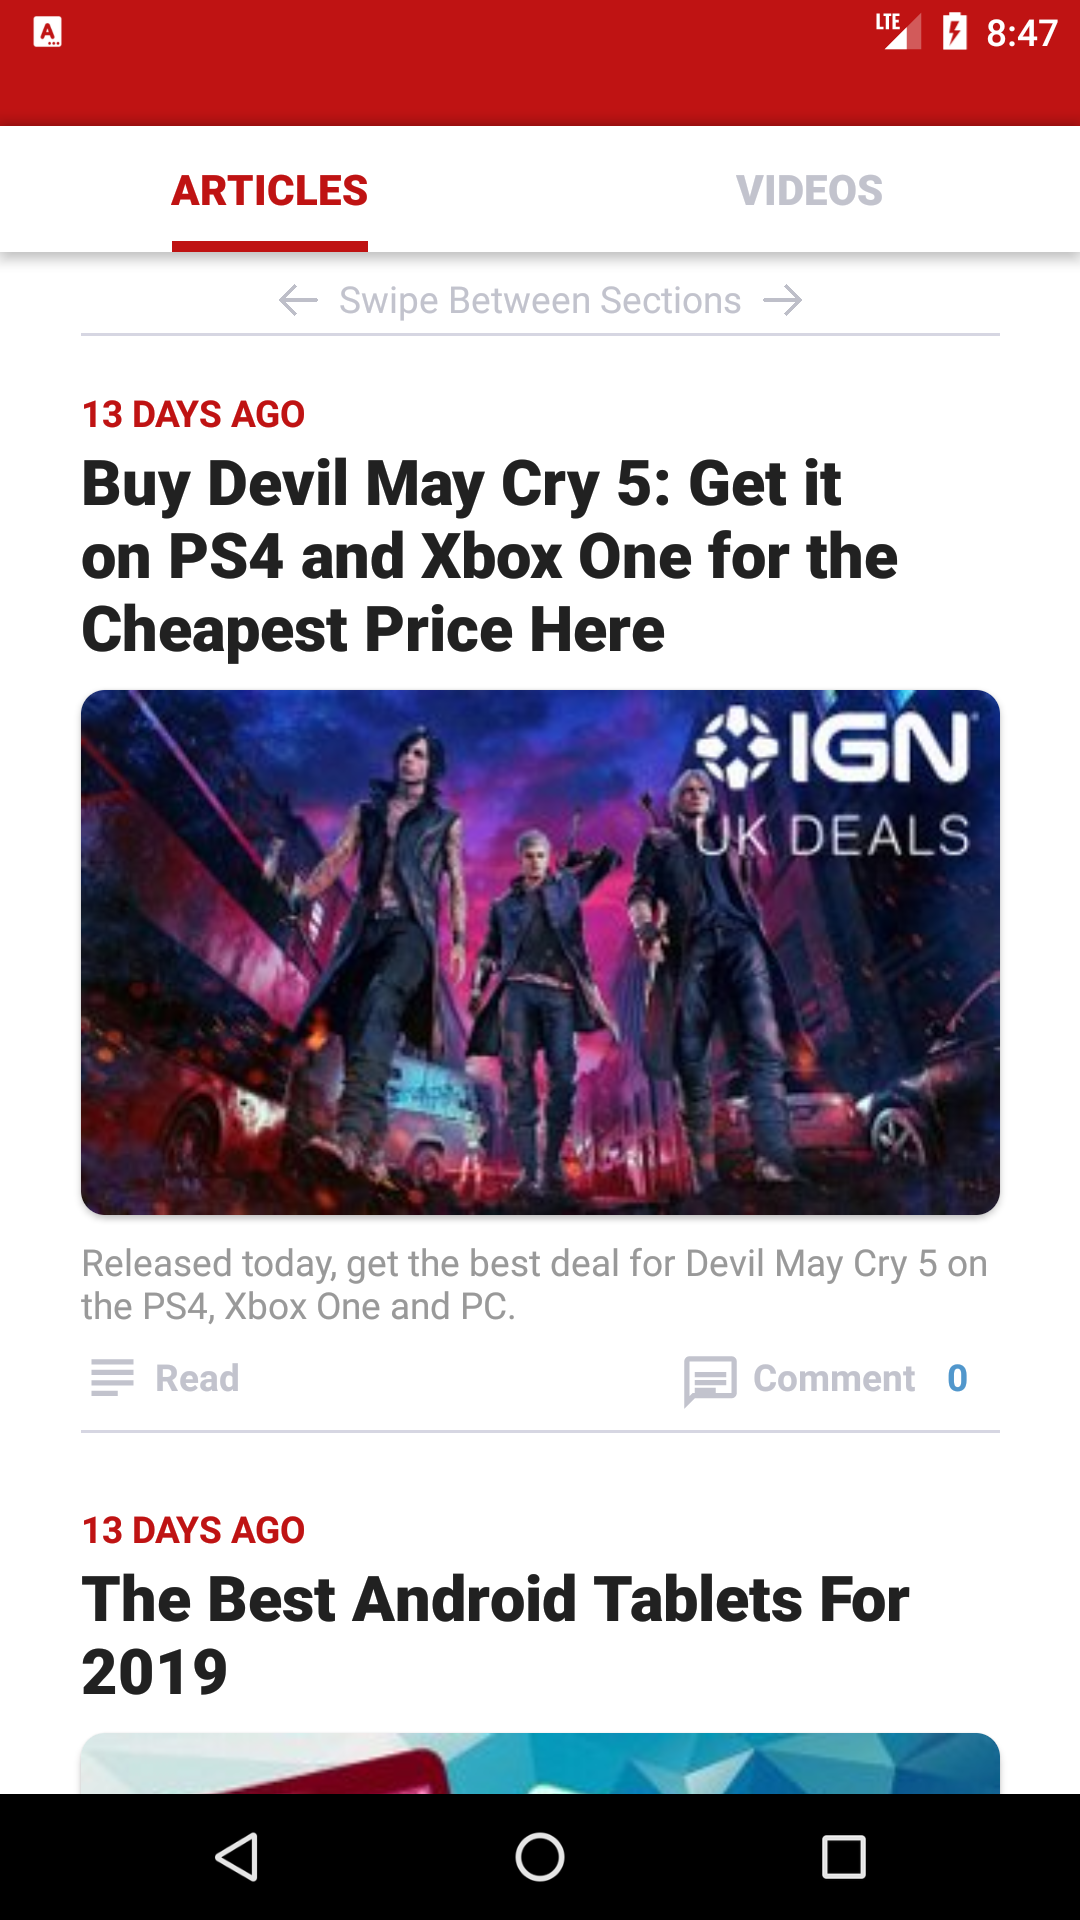 A
LTE
8:47
ARTICLES
VIDEOS
Swipe Between Sections
13 DAYS AGO
Buy Devil May Cry 5: Get it
on PS4 and Xbox One for the
Cheapest Price Here
IGN
UK DEALS
Released today, get the best deal for Devil May Cry 5 on
the PS4, Xbox One and PC.
Read
Comment 0
13 DAYS AGO
The Best Android Tablets For
2019